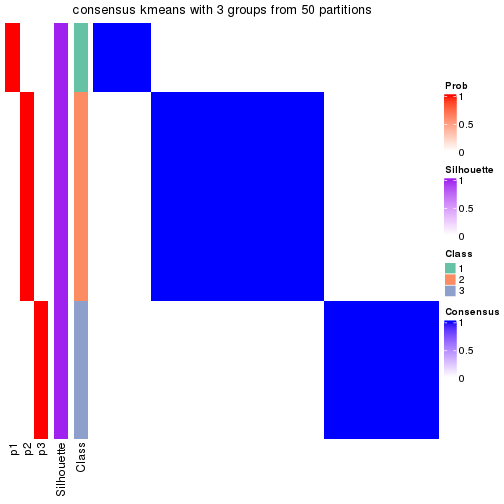 consensus kmeans with 3 groups from 50 partitions
Prob
1
0.5
0
Silhouette
1
0.5
0
Class
1
2
3
Consensus
1
0.5
0
p1
p2
p3
Silhouette
Class